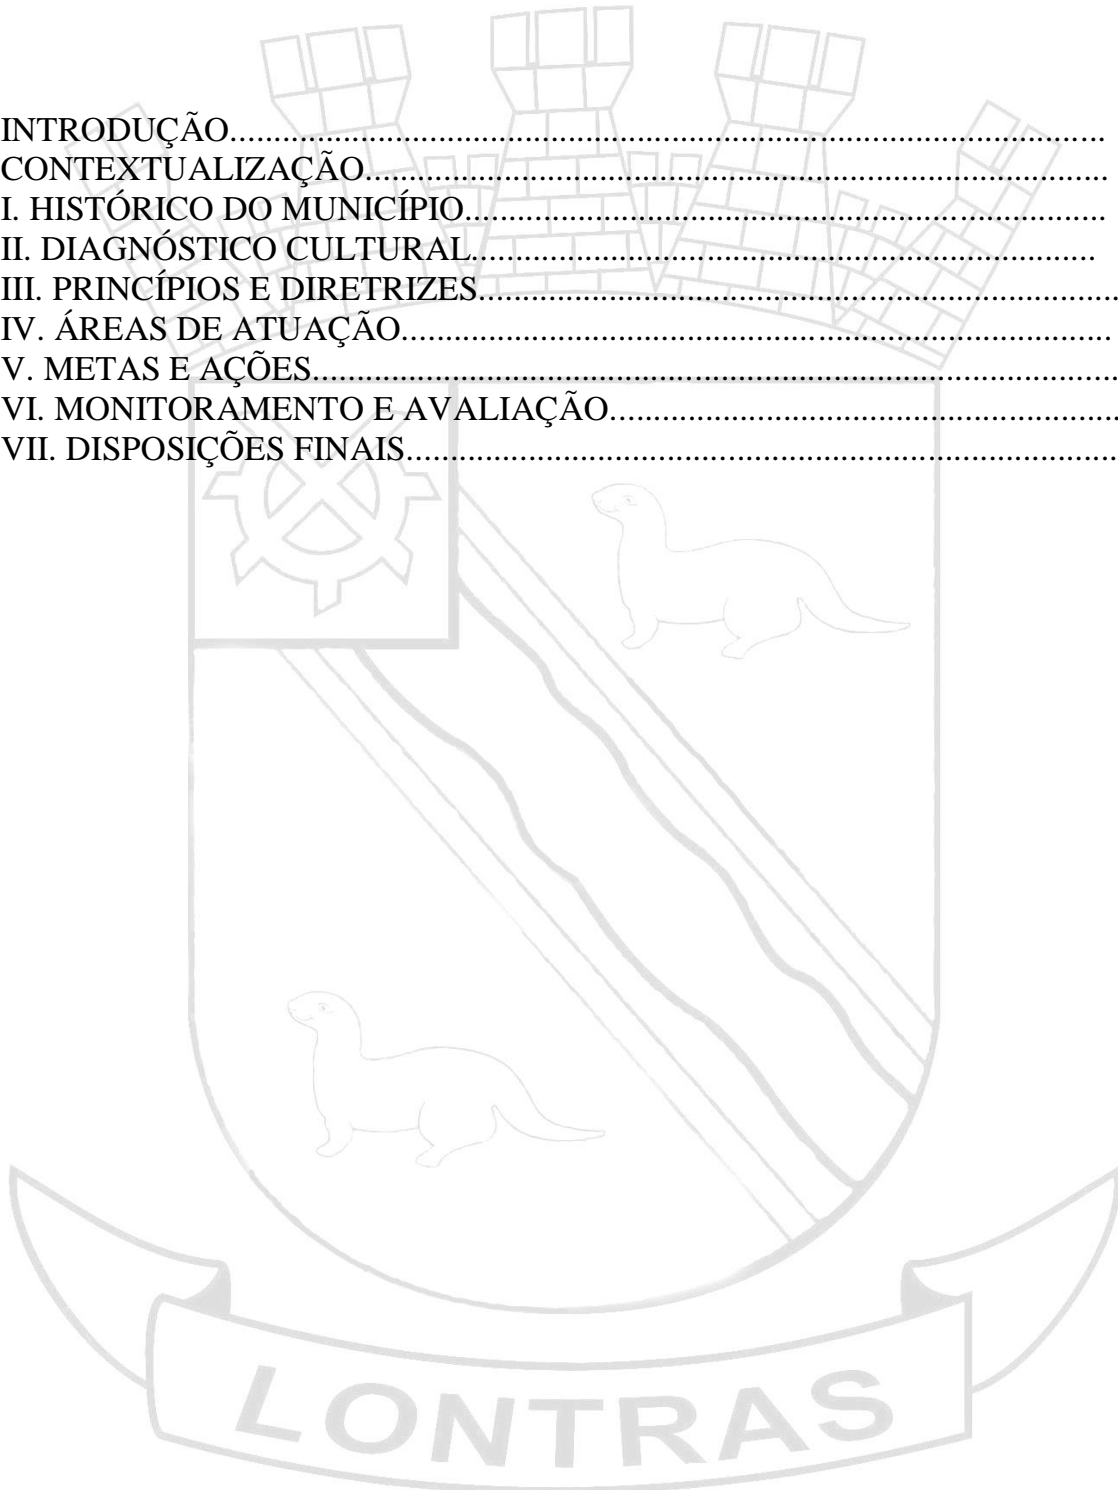 INTRODUÇÃO....................................................................................................
CONTEXTUALIZAÇÃO.....................................................................................
I. HISTÓRICO DO MUNICÍPIO.........................................................................
II. DIAGNÓSTICO CULTURAL.......................................................................
III. PRINCÍPIOS E DIRETRIZES.........................................................................
IV. ÁREAS DE ATUAÇÃO.................................................................................
V. METAS E AÇÕES............................................................................................
VI. MONITORAMENTO E AVALIAÇÃO..........................................................
VII. DISPOSIÇÕES FINAIS.................................................................................
LONTRAS